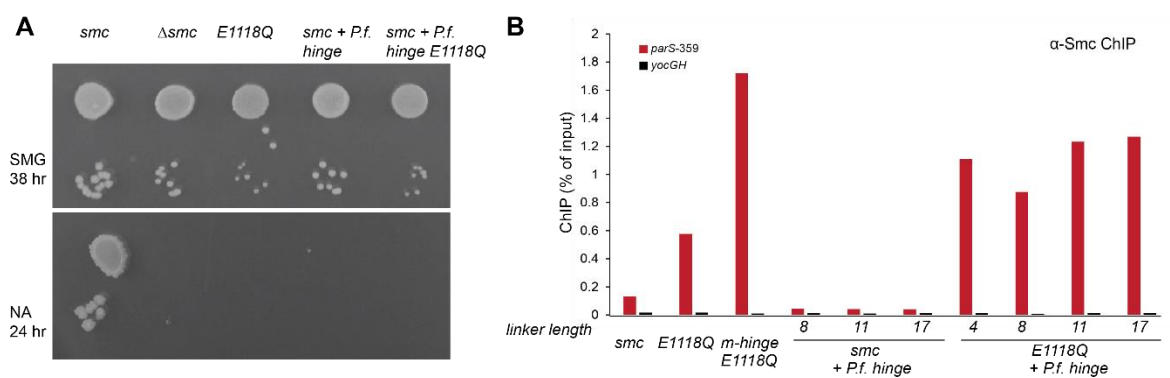 A
smc
Δsmc
E1118Q
smc + P.f.
hinge
smc + P.f.
hinge E1118Q
SMG
38 hr
NA
24 hr
B
α-Smc ChIP
parS-359
yocGH
ChIP (% of input)
2
1.8
1.6
1.4
1.2
1
0.8
0.6
0.4
0.2
0
linker length
8
11
17
4
8
11
17
smc
E1118Q
m-hinge
E1118Q
smc
+ P.f. hinge
E1118Q
+ P.f. hinge